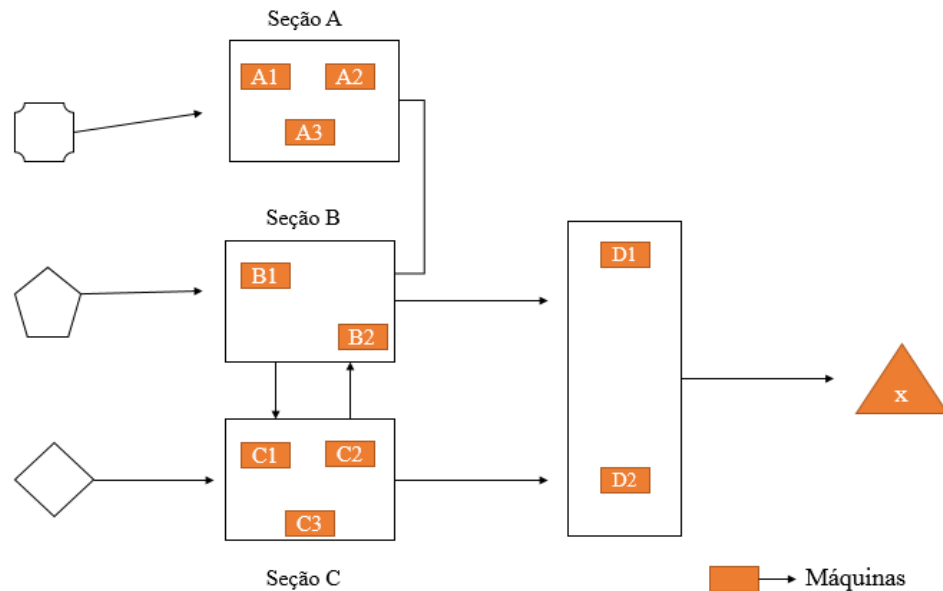 Seção A
A1
A2
A3
Seção B
B1
B2
D1
x
C1
C2
D2
C3
Seção C
Máquinas